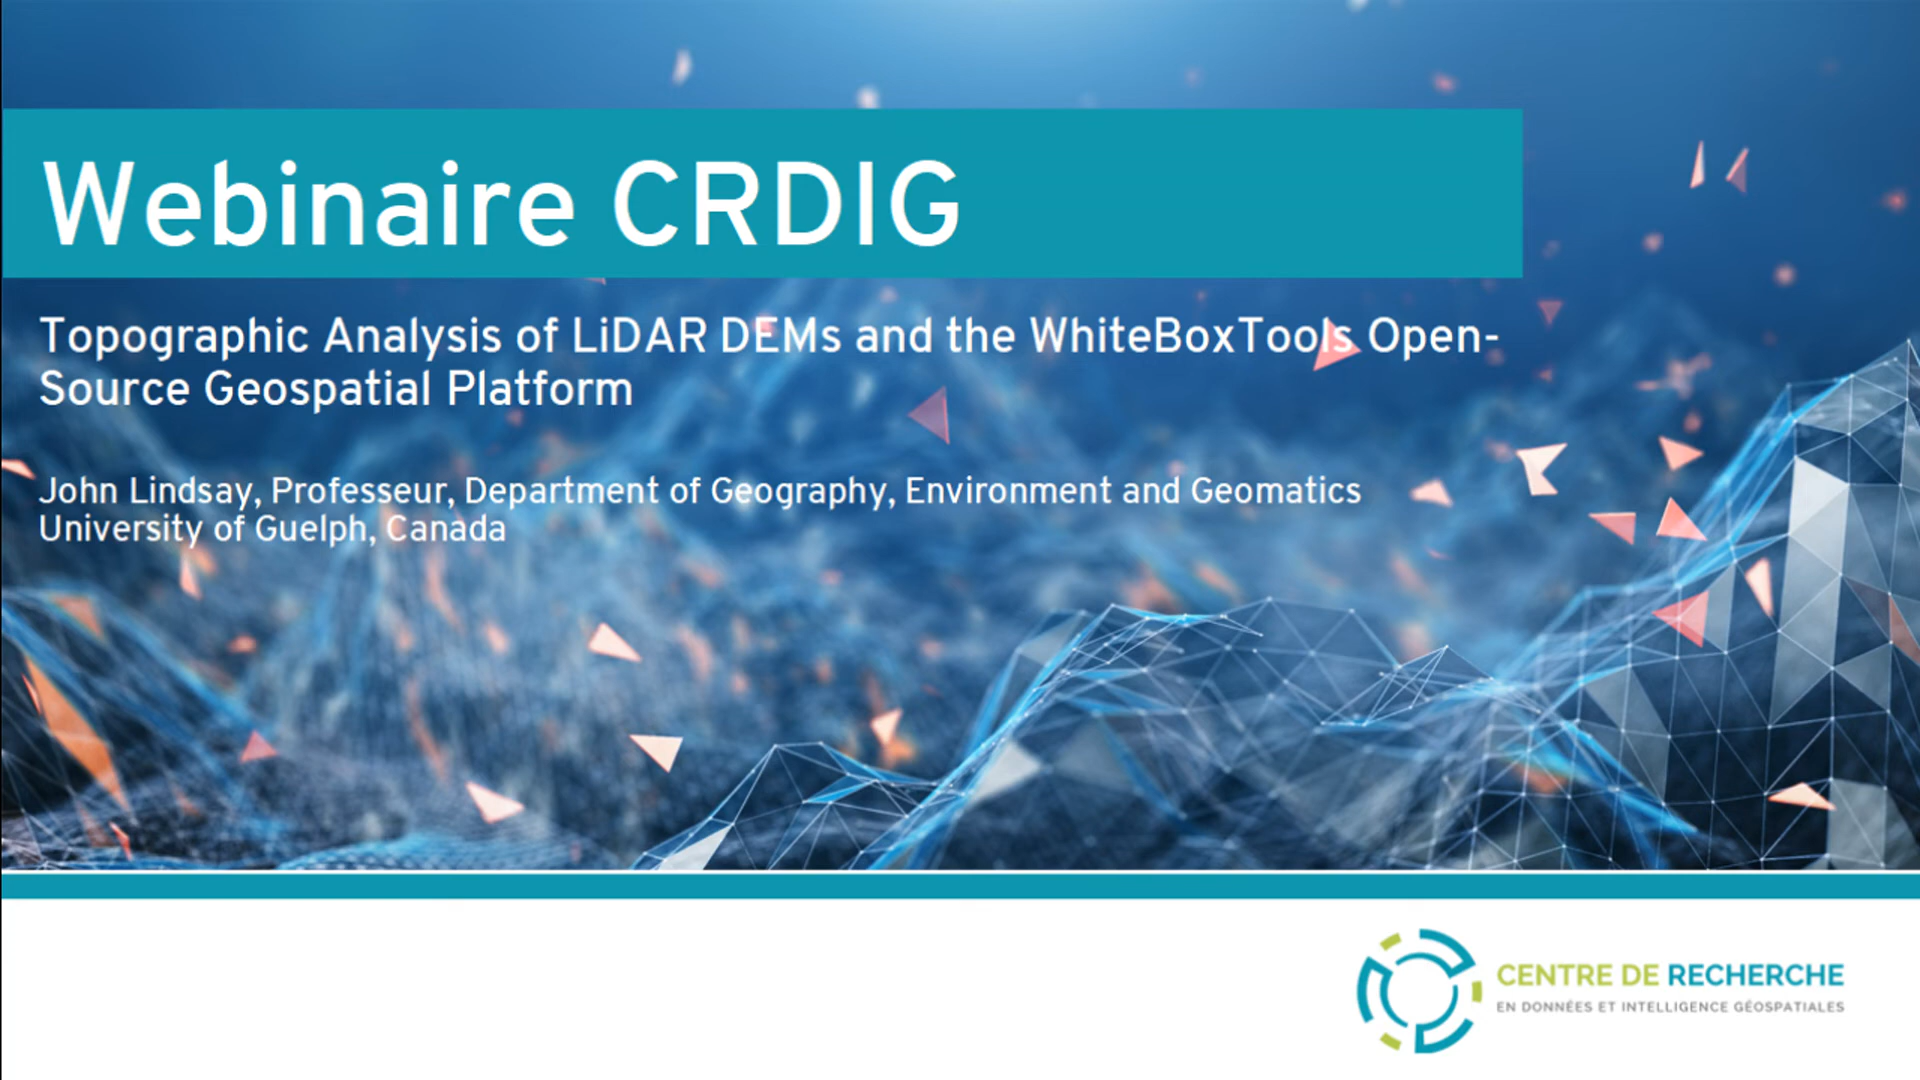 Webinaire CRDIG
Topographic Analysis of LiDAR DEMs and the WhiteBoxTools Open-
Source Geospatial Platform
John Lindsay, Professeur, Department of Geography, Environment and Geomatics
University of Guelph, Canada
CENTRE DE RECHERCHE
EN DONNÉES ET INTELLIGENCE GÉOSPATIALES